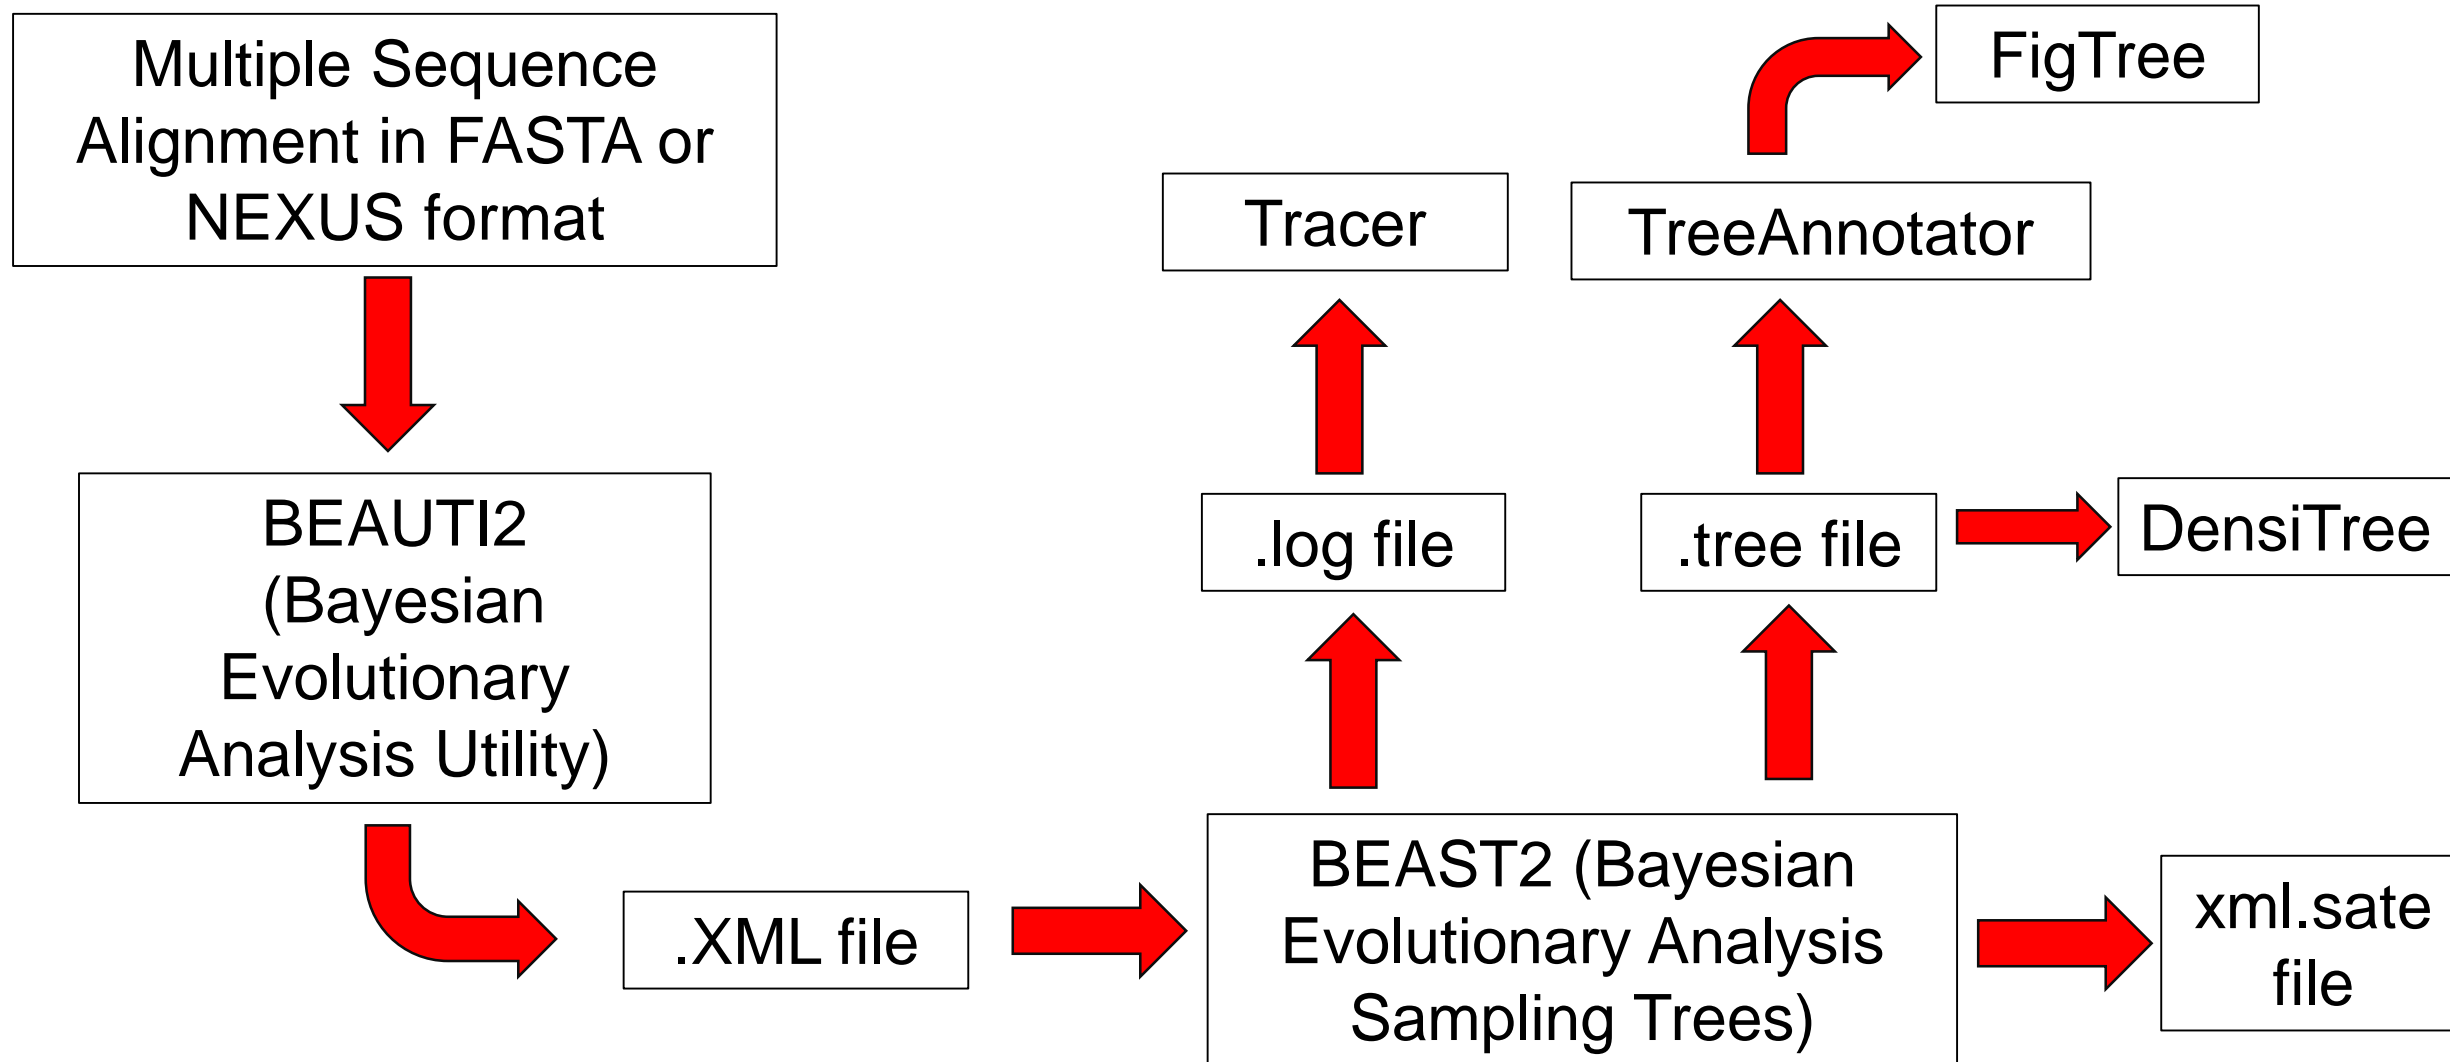 Multiple Sequence
Alignment in FASTA or
NEXUS format
BEAUTI2
(Bayesian
Evolutionary
Analysis Utility)
.XML file
BEAST2 (Bayesian
Evolutionary Analysis
Sampling Trees)
.log file
Tracer
.tree file
TreeAnnotator
FigTree
DensiTree
xml.sate
file